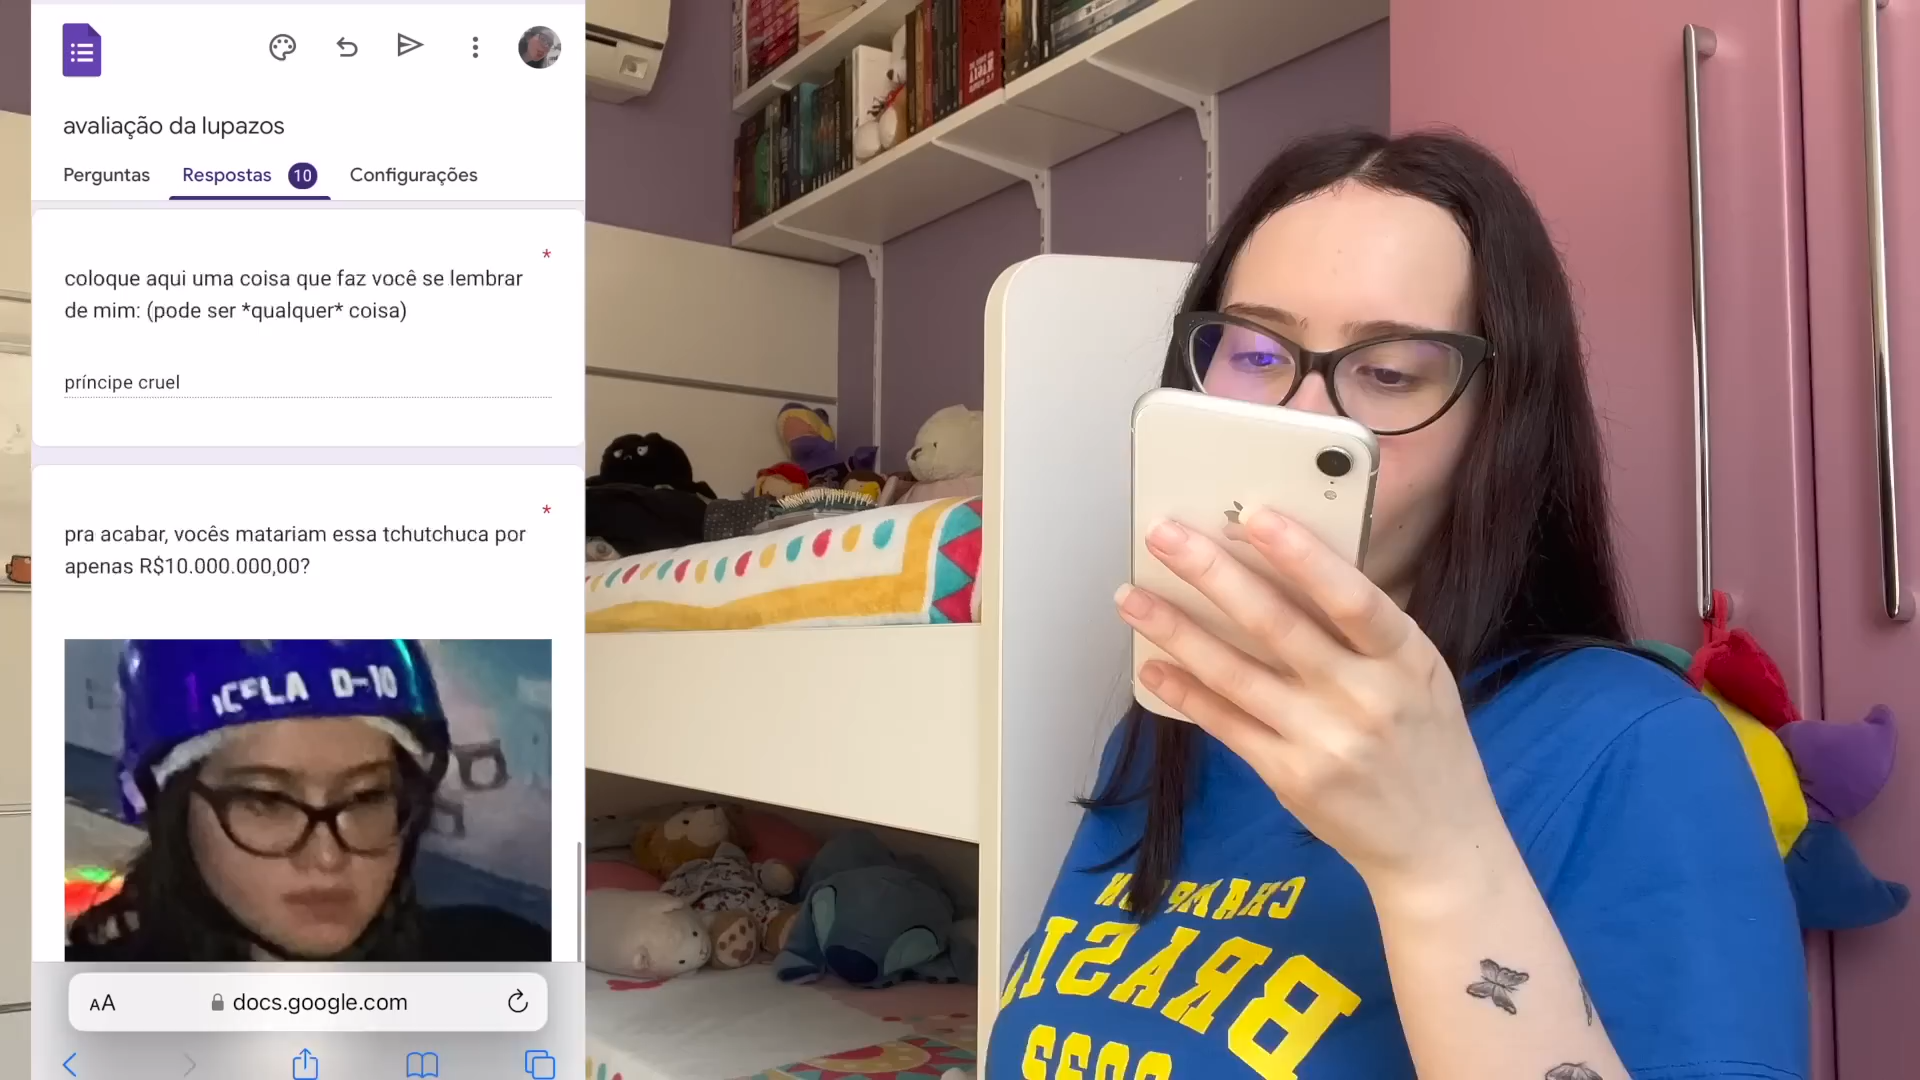 avaliação da lupazos
Perguntas Respostas 10 Configurações
*
coloque aqui uma coisa que faz você se lembrar
de mim: (pode ser *qualquer* coisa)
príncipe cruel
*
pra acabar, vocês matariam essa tchutchuca por
apenas R$10.000.000,00?
D-10
AA docs.google.com
CHAMPION
BRASIL